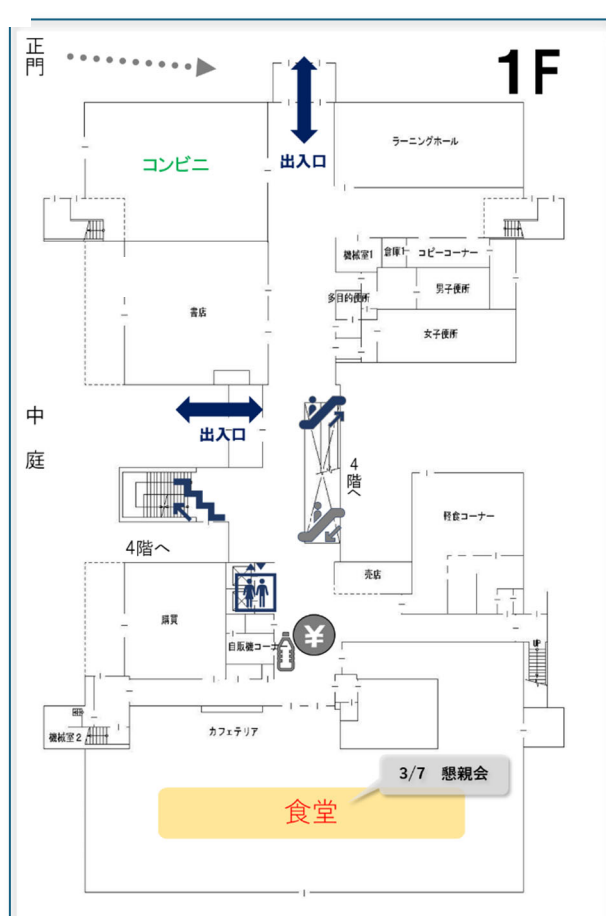 正門
1F
ラーニングホール
コンビニ
出入口
機械室1
倉庫1
コピーコーナー
多目的便所
男子便所
書店
女子便所
中庭
出入口
4階へ
軽食コーナー
4階へ
売店
購買
自販機コーナー
¥
UP
機械室2
カフェテリア
3/7 懇親会
食堂